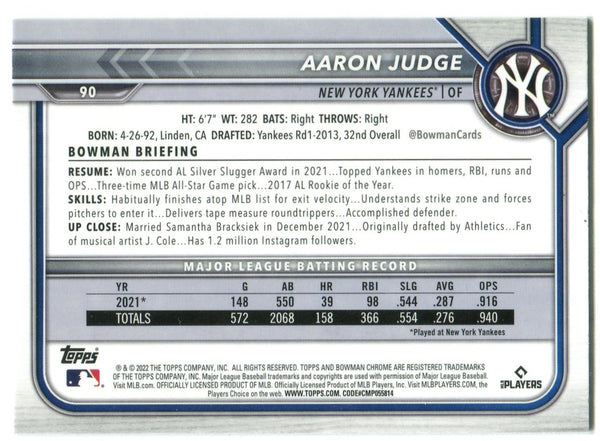 AARON JUDGE
90
NEW YORK YANKEES® | OF
NY
HT: 6'7" WT: 282 BATS: Right THROWS: Right
BORN: 4-26-92, Linden, CA DRAFTED: Yankees Rd1-2013, 32nd Overall @BowmanCards
BOWMAN BRIEFING
RESUME: Won second AL Silver Slugger Award in 2021...Topped Yankees in homers, RBI, runs and
OPS...Three-time MLB All-Star Game pick...2017 AL Rookie of the Year.
SKILLS: Habitually finishes atop MLB list for exit velocity...Understands strike zone and forces
pitchers to enter it...Delivers tape measure roundtrippers...Accomplished defender.
UP CLOSE: Married Samantha Bracksiek in December 2021...Originally drafted by Athletics...Fan
of musical artist J. Cole...Has 1.2 million Instagram followers.
MAJOR LEAGUE BATTING RECORD
YR G AB HR RBI SLG AVG OPS
2021* 148 550 39 98 .544 .287 .916
TOTALS 572 2068 158 366 .554 .276 .940
*Played at New York Yankees
Topps
® & © 2022 THE TOPPS COMPANY, INC. ALL RIGHTS RESERVED. TOPPS AND BOWMAN CHROME ARE REGISTERED
TRADEMARKS OF THE TOPPS COMPANY, INC. Major League Baseball trademarks and copyrights are used with permission of Major League Baseball.
Visit MLB.com. OFFICIALLY LICENSED PRODUCT OF MLB. Officially Licensed Product of MLB Players, Inc. Visit MLBPLAYERS.com, the
Players Choice on the web. WWW.TOPPS.COM. CODE#CMP055814
MLB PLAYERS